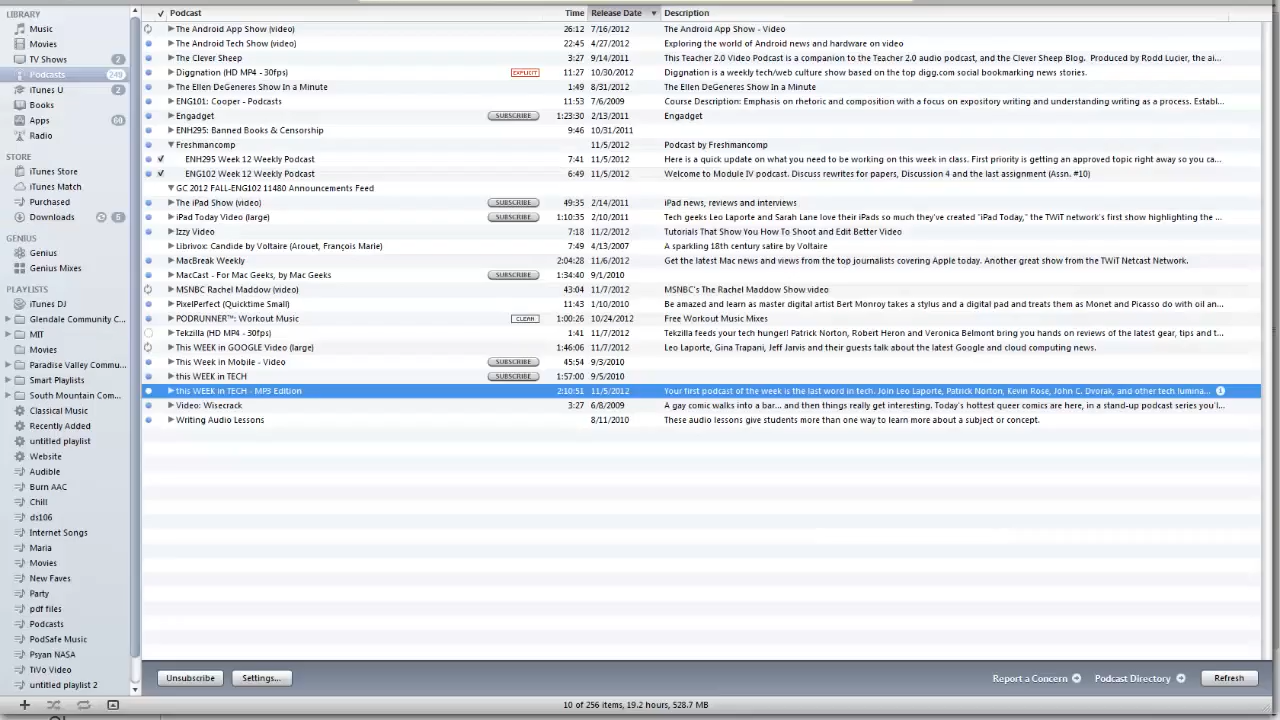 LIBRARY
Music
Movies
TV Shows 2
Podcasts 249
iTunes U 2
Books
Apps 60
Radio
STORE
iTunes Store
iTunes Match
Purchased
Downloads 5
GENIUS
Genius
Genius Mixes
PLAYLISTS
iTunes DJ
Glendale Community C...
MIT
Movies
Paradise Valley Commu...
Smart Playlists
South Mountain Com...
Classical Music
Recently Added
untitled playlist
Website
Audible
Burn AAC
Chill
ds106
Internet Songs
Maria
Movies
New Faves
Party
pdf files
Podcasts
PodSafe Music
Psyan NASA
TiVo Video
untitled playlist 2
✓ Podcast Time Release Date Description
The Android App Show (video) 26:12 7/16/2012 The Android App Show - Video
The Android Tech Show (video) 22:45 4/27/2012 Exploring the world of Android news and hardware on video
The Clever Sheep 3:27 9/14/2011 This Teacher 2.0 Video Podcast is a companion to the Teacher 2.0 audio podcast, and the Clever Sheep Blog. Produced by Rodd Lucier, the ai...
Diggnation (HD MP4 - 30fps) EXPLICIT 11:27 10/30/2012 Diggnation is a weekly tech/web culture show based on the top digg.com social bookmarking news stories.
The Ellen DeGeneres Show In a Minute 1:49 8/31/2012 The Ellen DeGeneres Show In a Minute
ENG101: Cooper - Podcasts 11:53 7/6/2009 Course Description: Emphasis on rhetoric and composition with a focus on expository writing and understanding writing as a process. Establ...
Engadget SUBSCRIBE 1:23:30 2/13/2011 Engadget
ENH295: Banned Books & Censorship 9:46 10/31/2011
Freshmancomp 11/5/2012 Podcast by Freshmancomp
✓ ENH295 Week 12 Weekly Podcast 7:41 11/5/2012 Here is a quick update on what you need to be working on this week in class. First priority is getting an approved topic right away so you ca...
✓ ENG102 Week 12 Weekly Podcast 6:49 11/5/2012 Welcome to Module IV podcast. Discuss rewrites for papers, Discussion 4 and the last assignment (Assn. #10)
GC 2012 FALL-ENG102 11480 Announcements Feed
The iPad Show (video) SUBSCRIBE 49:35 2/14/2011 iPad news, reviews and interviews
iPad Today Video (large) SUBSCRIBE 1:10:35 2/10/2011 Tech geeks Leo Laporte and Sarah Lane love their iPads so much they've created "iPad Today," the TWiT network's first show highlighting the ...
Izzy Video 7:18 11/2/2012 Tutorials That Show You How To Shoot and Edit Better Video
Librivox: Candide by Voltaire (Arouet, François Marie) 7:49 4/13/2007 A sparkling 18th century satire by Voltaire
MacBreak Weekly 2:04:28 11/6/2012 Get the latest Mac news and views from the top journalists covering Apple today. Another great show from the TWiT Netcast Network.
MacCast - For Mac Geeks, by Mac Geeks SUBSCRIBE 1:34:40 9/1/2010
MSNBC Rachel Maddow (video) 43:04 11/7/2012 MSNBC's The Rachel Maddow Show video
PixelPerfect (Quicktime Small) 11:43 1/10/2010 Be amazed and learn as master digital artist Bert Monroy takes a stylus and a digital pad and treats them as Monet and Picasso do with oil an...
PODRUNNER™: Workout Music CLEAN 1:00:26 10/24/2012 Free Workout Music Mixes
Tekzilla (HD MP4 - 30fps) 1:41 11/7/2012 Tekzilla feeds your tech hunger! Patrick Norton, Robert Heron and Veronica Belmont bring you hands on reviews of the latest gear, tips and t...
This WEEK in GOOGLE Video (large) 1:46:06 11/7/2012 Leo Laporte, Gina Trapani, Jeff Jarvis and their guests talk about the latest Google and cloud computing news.
This WEEK in Mobile - Video SUBSCRIBE 45:54 9/3/2010
this WEEK in TECH SUBSCRIBE 1:57:00 9/5/2010
this WEEK in TECH - MP3 Edition 2:10:51 11/5/2012 Your first podcast of the week is the last word in tech. Join Leo Laporte, Patrick Norton, Kevin Rose, John C. Dvorak, and other tech lumina...
Video: Wisecrack 3:27 6/8/2009 A gay comic walks into a bar... and then things really get interesting. Today's hottest queer comics are here, in a stand-up podcast series you'l...
Writing Audio Lessons 8/11/2010 These audio lessons give students more than one way to learn more about a subject or concept.
Unsubscribe Settings... Report a Concern Podcast Directory Refresh
10 of 256 items, 19.2 hours, 528.7 MB